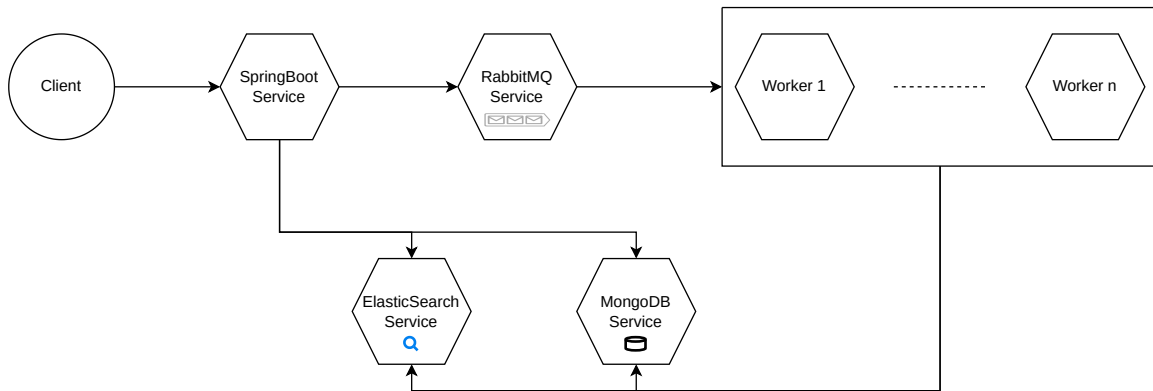 Client
SpringBoot
Service
RabbitMQ
Service
Worker 1
Worker n
ElasticSearch
Service
MongoDB
Service